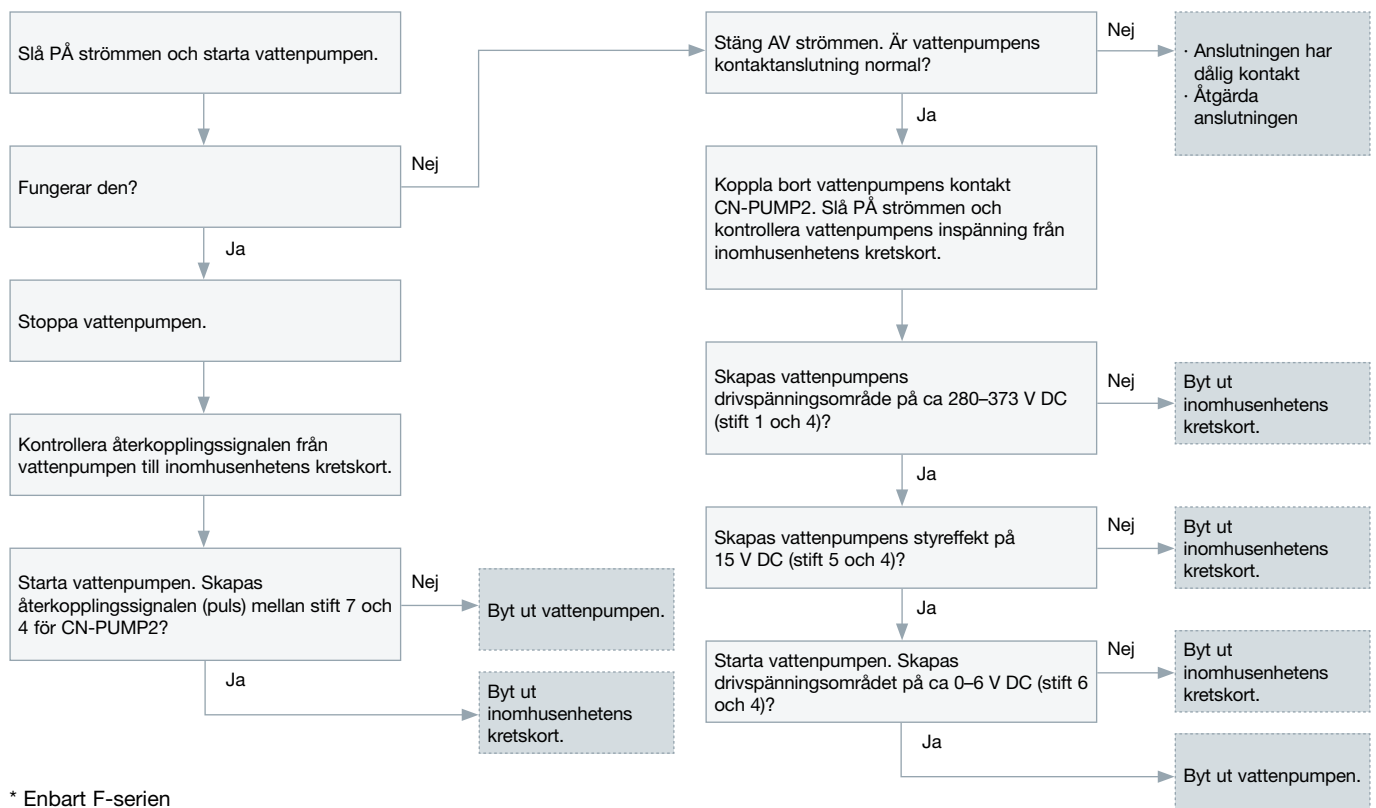 Slå PÅ strömmen och starta vattenpumpen.
Fungerar den?
Nej
Ja
Stoppa vattenpumpen.
Kontrollera återkopplingssignalen från
vattenpumpen till inomhusenhetens kretskort.
Starta vattenpumpen. Skapas
återkopplingssignalen (puls) mellan stift 7 och
4 för CN-PUMP2?
Nej
Byt ut vattenpumpen.
Ja
Byt ut
inomhusenhetens
kretskort.
Stäng AV strömmen. Är vattenpumpens
kontaktanslutning normal?
Nej
· Anslutningen har
dålig kontakt
· Åtgärda
anslutningen
Ja
Koppla bort vattenpumpens kontakt
CN-PUMP2. Slå PÅ strömmen och
kontrollera vattenpumpens inspänning från
inomhusenhetens kretskort.
Skapas vattenpumpens
drivspänningsområde på ca 280–373 V DC
(stift 1 och 4)?
Nej
Byt ut
inomhusenhetens
kretskort.
Ja
Skapas vattenpumpens styreffekt på
15 V DC (stift 5 och 4)?
Nej
Byt ut
inomhusenhetens
kretskort.
Ja
Starta vattenpumpen. Skapas
drivspänningsområdet på ca 0–6 V DC (stift 6
och 4)?
Nej
Byt ut
inomhusenhetens
kretskort.
Ja
Byt ut vattenpumpen.
* Enbart F-serien